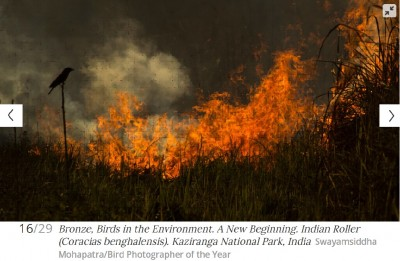 16/29 Bronze, Birds in the Environment. A New Beginning. Indian Roller
(Coracias benghalensis). Kaziranga National Park, India Swayamsiddha
Mohapatra/Bird Photographer of the Year